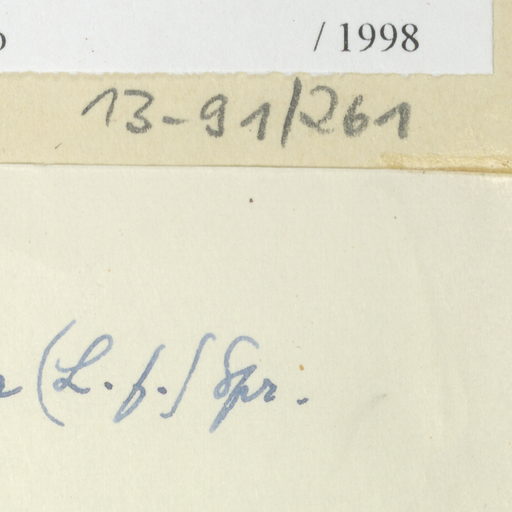 / 1998
13-91/261
(L.f.) Spr.